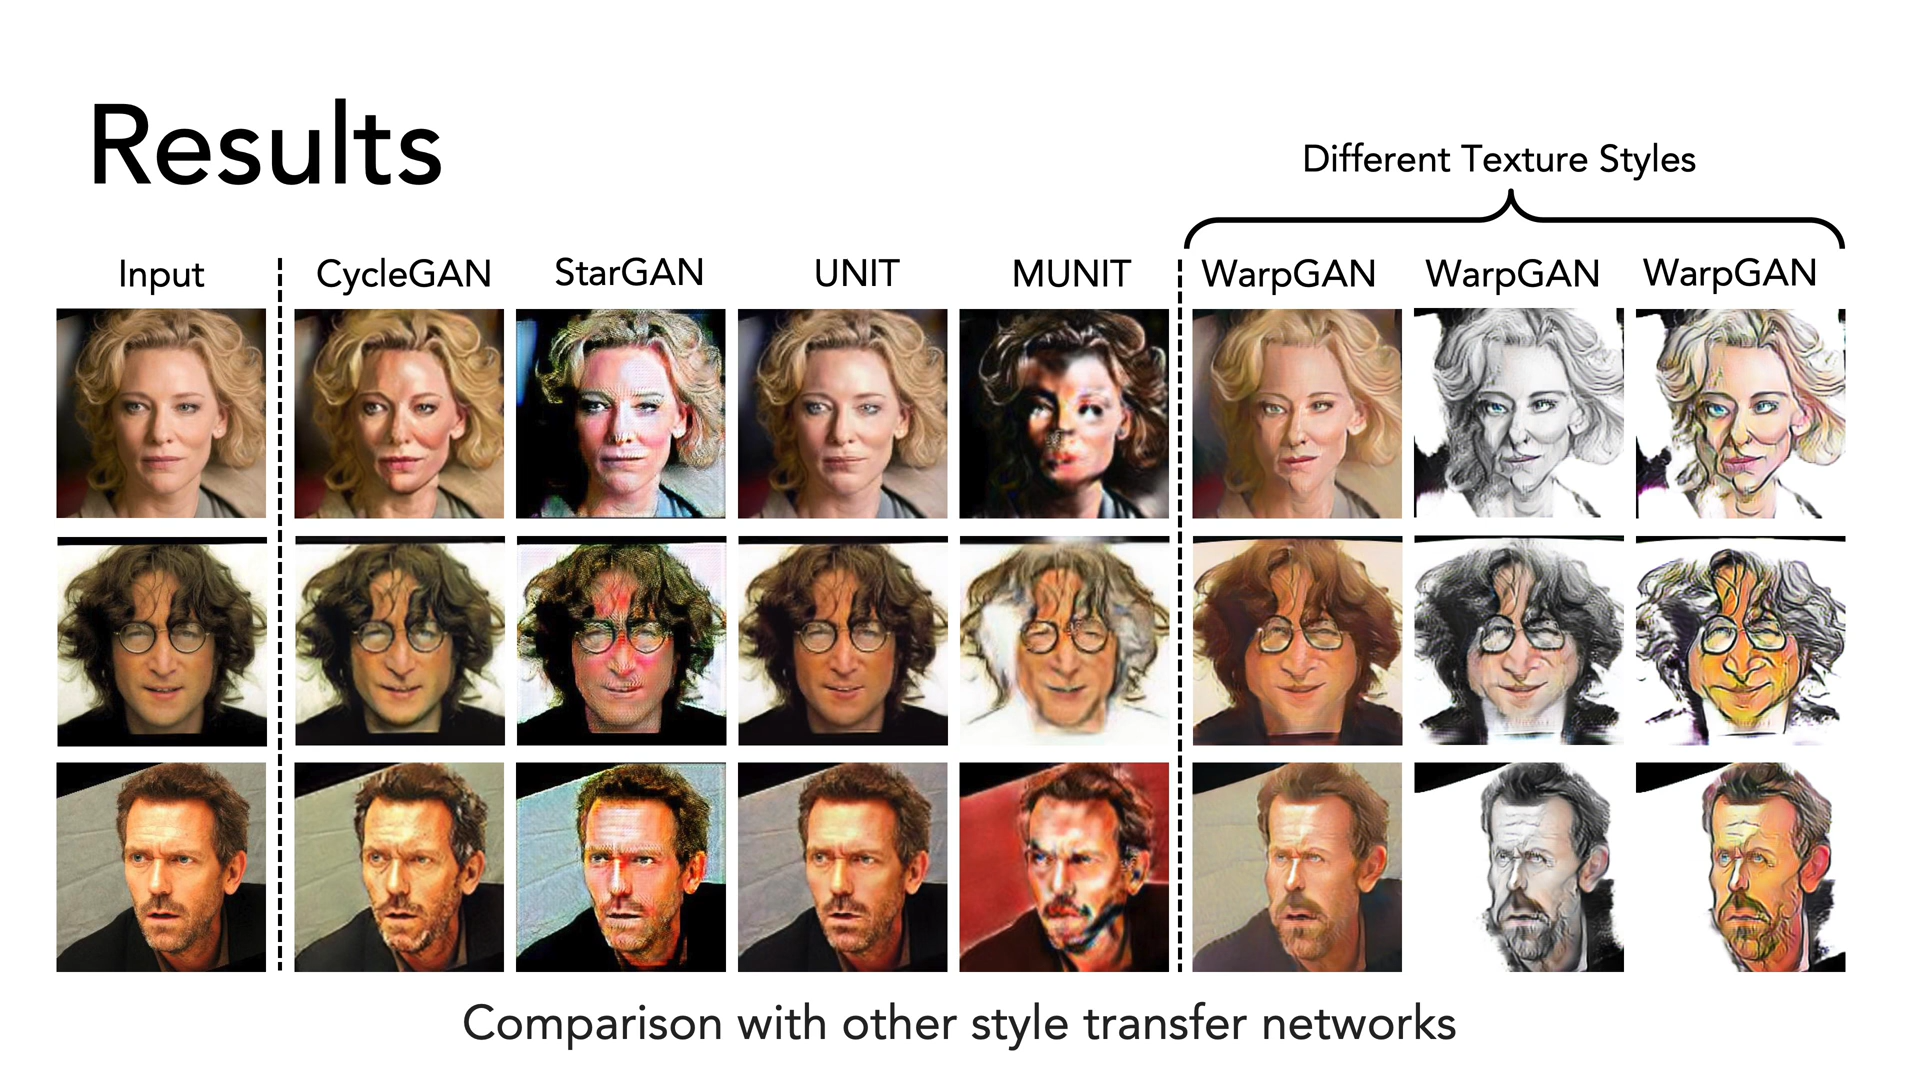 Results
Different Texture Styles
Input CycleGAN StarGAN UNIT MUNIT WarpGAN WarpGAN WarpGAN
Comparison with other style transfer networks